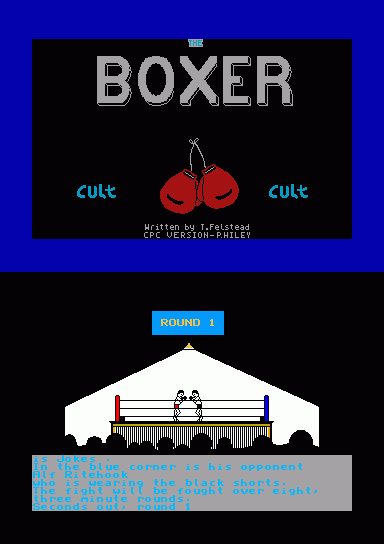 THE
BOXER
Cult Cult
Written by T.Felstead
CPC VERSION-P.WILEY
ROUND 1
is Jokes .
In the blue corner is his opponent
Alf Ritehook
who is wearing the black shorts.
The fight will be fought over eight,
three minute rounds.
Seconds out, round 1